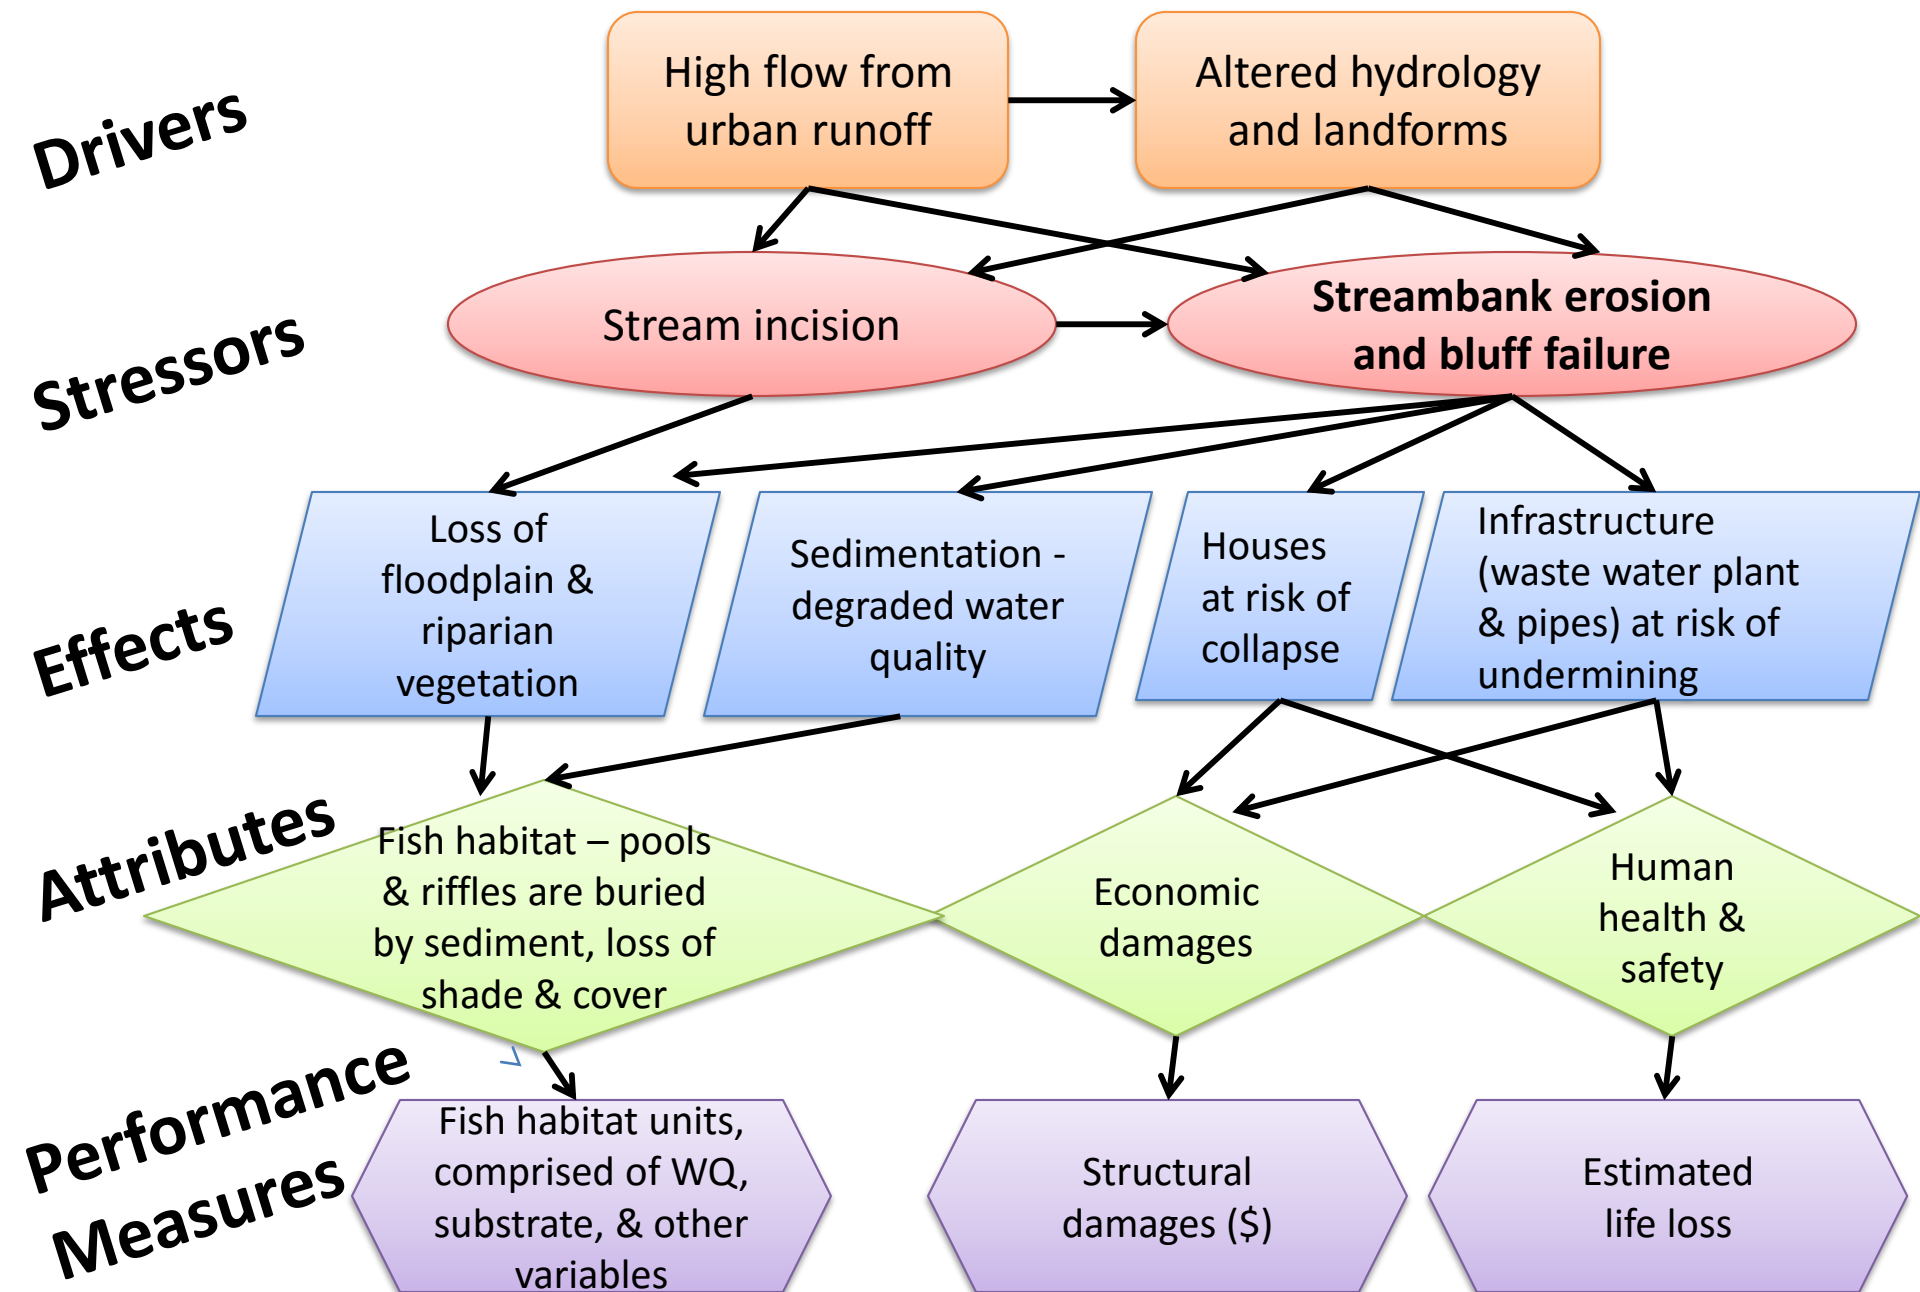 Drivers
High flow from
urban runoff
Altered hydrology
and landforms
Stressors
Stream incision
Streambank erosion
and bluff failure
Effects
Loss of
floodplain &
riparian
vegetation
Sedimentation -
degraded water
quality
Houses
at risk of
collapse
Infrastructure
(waste water plant
& pipes) at risk of
undermining
Attributes
Fish habitat – pools
& riffles are buried
by sediment, loss of
shade & cover
Economic
damages
Human
health &
safety
Performance
Measures
Fish habitat units,
comprised of WQ,
substrate, & other
variables
Structural
damages ($)
Estimated
life loss